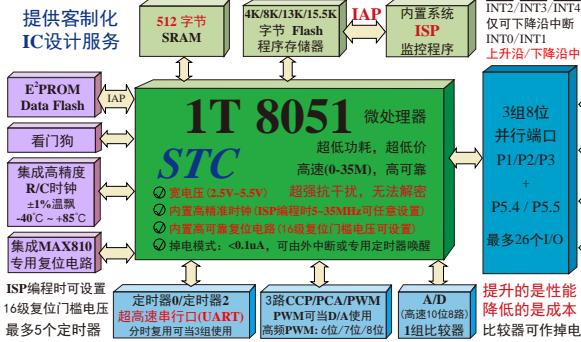 提供客制化
IC设计服务
512 字节
SRAM
4K/8K/13K/15.5K
字节 Flash
程序存储器
IAP
内置系统
ISP
监控程序
INT2/INT3/INT4
仅可下降沿中断
INT0/INT1
上升沿/下降沿中
E²PROM
Data Flash
IAP
看门狗
集成高精度
R/C时钟
±1%温飘
-40℃～+85℃
集成MAX810
专用复位电路
1T 8051 微处理器
STC
超低功耗，超低价
高速(0-35M)，高可靠
宽电压(2.5V~5.5V) 超强抗干扰，无法解密
内置高精准时钟(ISP编程时5~35MHz可任意设置)
内置高可靠复位电路(16级复位门槛电压可设置)
掉电模式：<0.1uA，可由外中断或专用定时器唤醒
3组8位
并行端口
P1/P2/P3
+
P5.4 / P5.5
最多26个I/O
ISP编程时可设置
16级复位门槛电压
最多5个定时器
定时器0/定时器2
超高速串行口(UART)
分时复用可当3组使用
3路CCP/PCA/PWM
PWM可当D/A使用
高频PWM: 6位/7位/8位
A/D
(高速10位8路)
1组比较器
提升的是性能
降低的是成本
比较器可作掉电